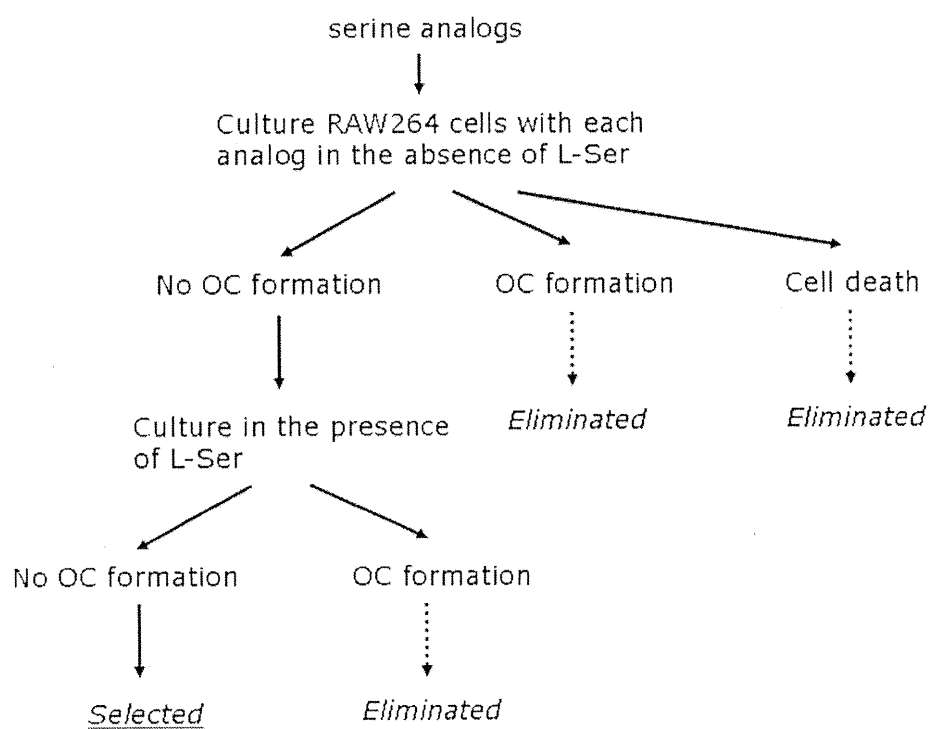 serine analogs
Culture RAW264 cells with each
analog in the absence of L-Ser
No OC formation
OC formation
Cell death
Eliminated
Eliminated
Culture in the presence
of L-Ser
No OC formation
OC formation
Selected
Eliminated